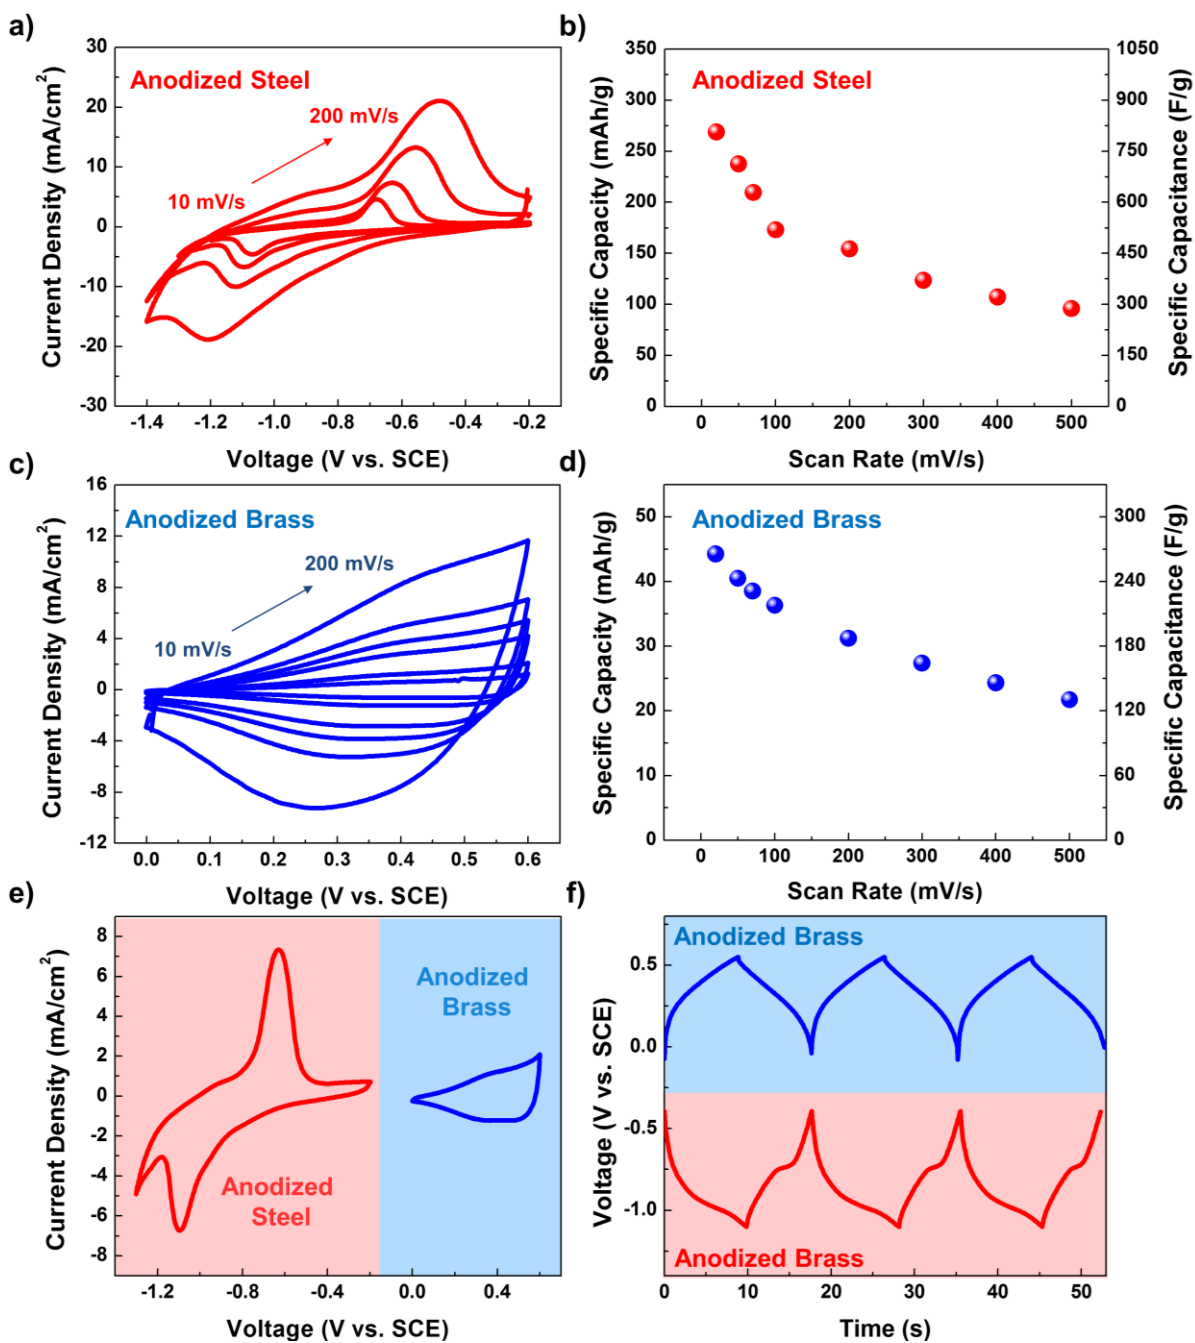 a)
Anodized Steel
200 mV/s
10 mV/s
30
20
10
0
-10
-20
-30
Current Density (mA/cm²)
-1.4 -1.2 -1.0 -0.8 -0.6 -0.4 -0.2
Voltage (V vs. SCE)
b)
Anodized Steel
350
300
250
200
150
100
50
0
Specific Capacity (mAh/g)
1050
900
750
600
450
300
150
0
Specific Capacitance (F/g)
0 100 200 300 400 500
Scan Rate (mV/s)
c)
Anodized Brass
200 mV/s
10 mV/s
16
12
8
4
0
-4
-8
-12
Current Density (mA/cm²)
0.0 0.1 0.2 0.3 0.4 0.5 0.6
Voltage (V vs. SCE)
d)
Anodized Brass
50
40
30
20
10
0
Specific Capacity (mAh/g)
300
240
180
120
60
0
Specific Capacitance (F/g)
0 100 200 300 400 500
Scan Rate (mV/s)
e)
Anodized
Brass
Anodized
Steel
8
6
4
2
0
-2
-4
-6
-8
Current Density (mA/cm²)
-1.2 -0.8 -0.4 0.0 0.4
Voltage (V vs. SCE)
f)
Anodized Brass
Anodized Brass
0.5
0.0
-0.5
-1.0
Voltage (V vs. SCE)
0 10 20 30 40 50
Time (s)